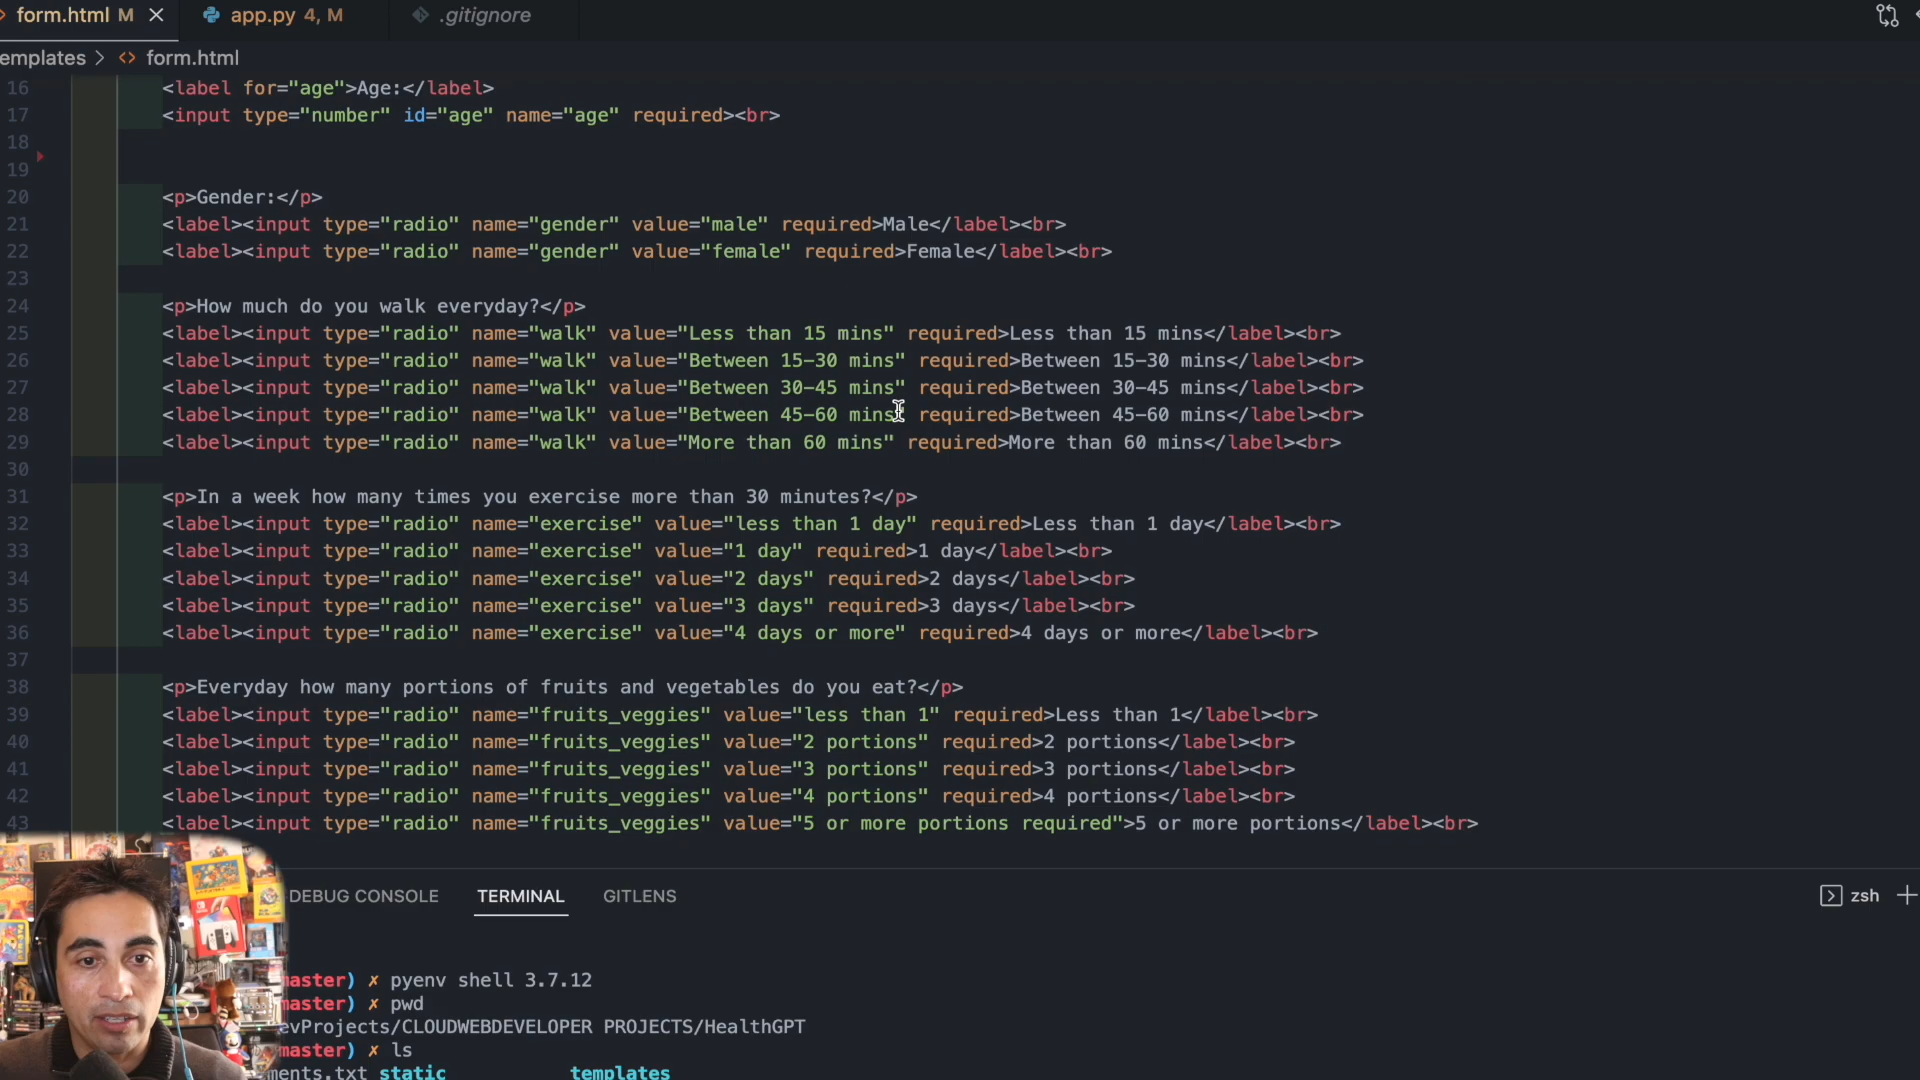 form.html M
app.py 4, M
.gitignore
emplates > <> form.html
16 <label for="age">Age:</label>
17 <input type="number" id="age" name="age" required><br>
18
19
20 <p>Gender:</p>
21 <label><input type="radio" name="gender" value="male" required>Male</label><br>
22 <label><input type="radio" name="gender" value="female" required>Female</label><br>
23
24 <p>How much do you walk everyday?</p>
25 <label><input type="radio" name="walk" value="Less than 15 mins" required>Less than 15 mins</label><br>
26 <label><input type="radio" name="walk" value="Between 15-30 mins" required>Between 15-30 mins</label><br>
27 <label><input type="radio" name="walk" value="Between 30-45 mins" required>Between 30-45 mins</label><br>
28 <label><input type="radio" name="walk" value="Between 45-60 mins" required>Between 45-60 mins</label><br>
29 <label><input type="radio" name="walk" value="More than 60 mins" required>More than 60 mins</label><br>
30
31 <p>In a week how many times you exercise more than 30 minutes?</p>
32 <label><input type="radio" name="exercise" value="less than 1 day" required>Less than 1 day</label><br>
33 <label><input type="radio" name="exercise" value="1 day" required>1 day</label><br>
34 <label><input type="radio" name="exercise" value="2 days" required>2 days</label><br>
35 <label><input type="radio" name="exercise" value="3 days" required>3 days</label><br>
36 <label><input type="radio" name="exercise" value="4 days or more" required>4 days or more</label><br>
37
38 <p>Everyday how many portions of fruits and vegetables do you eat?</p>
39 <label><input type="radio" name="fruits_veggies" value="less than 1" required>Less than 1</label><br>
40 <label><input type="radio" name="fruits_veggies" value="2 portions" required>2 portions</label><br>
41 <label><input type="radio" name="fruits_veggies" value="3 portions" required>3 portions</label><br>
42 <label><input type="radio" name="fruits_veggies" value="4 portions" required>4 portions</label><br>
43 <label><input type="radio" name="fruits_veggies" value="5 or more portions required">5 or more portions</label><br>
DEBUG CONSOLE TERMINAL GITLENS
zsh
master) ✗ pyenv shell 3.7.12
master) ✗ pwd
evProjects/CLOUDWEBDEVELOPER PROJECTS/HealthGPT
master) ✗ ls
ments.txt static templates